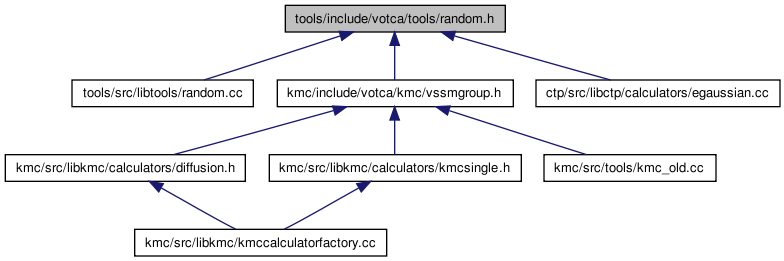 tools/include/votca/tools/random.h
tools/src/libtools/random.cc
kmc/include/votca/kmc/vssmgroup.h
ctp/src/libctp/calculators/egaussian.cc
kmc/src/libkmc/calculators/diffusion.h
kmc/src/libkmc/calculators/kmcsingle.h
kmc/src/tools/kmc_old.cc
kmc/src/libkmc/kmccalculatorfactory.cc